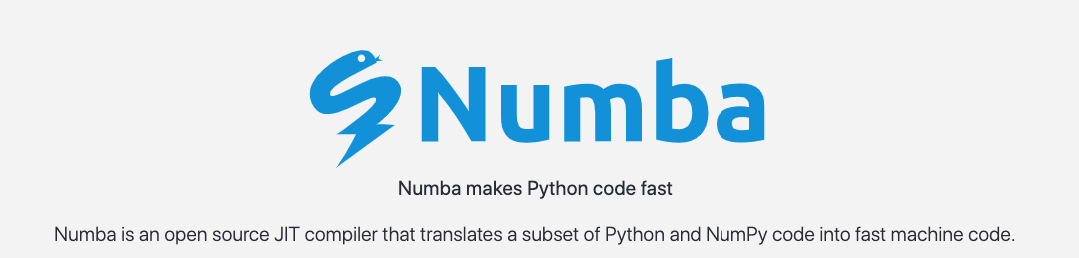 Numba
Numba makes Python code fast
Numba is an open source JIT compiler that translates a subset of Python and NumPy code into fast machine code.